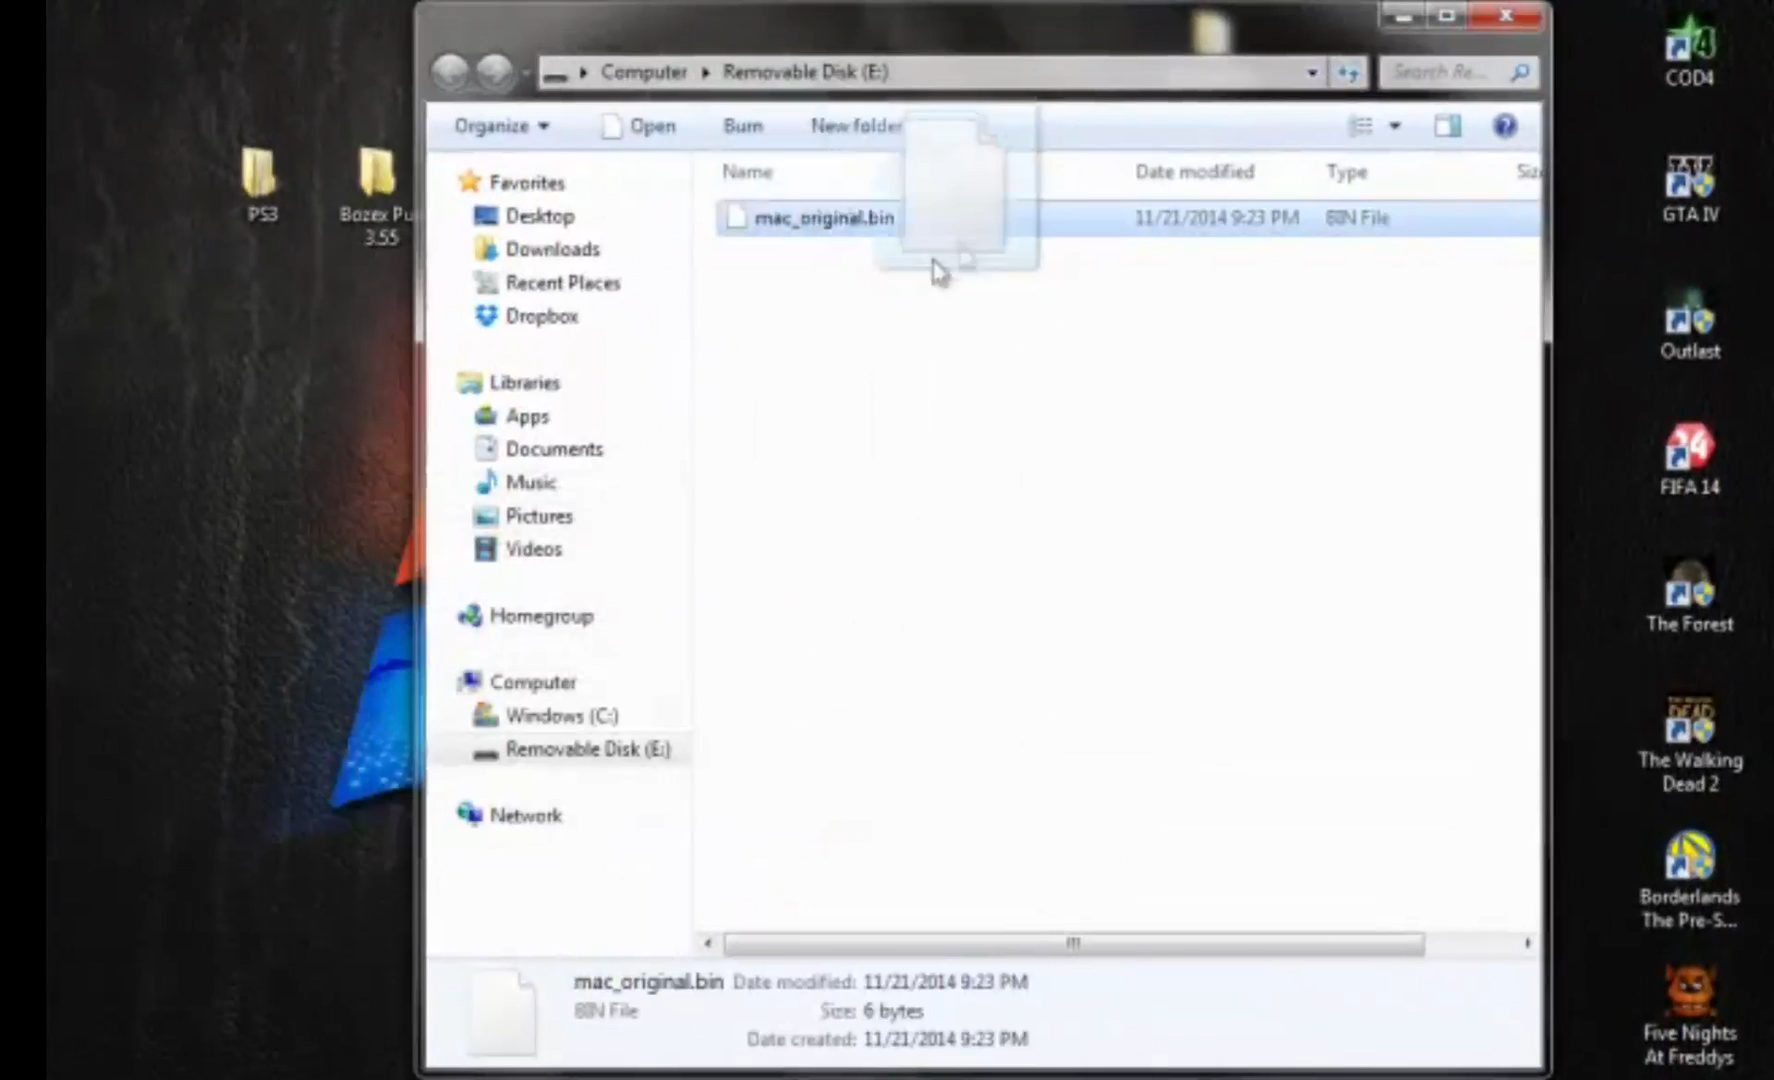 Computer
Removable Disk (E:)
Search Re...
Organize
Open
Burn
New folder
Name
Date modified
Type
mac_original.bin
11/21/2014 9:23 PM
BIN File
Favorites
Desktop
Downloads
Recent Places
Dropbox
Libraries
Apps
Documents
Music
Pictures
Videos
Homegroup
Computer
Windows (C:)
Removable Disk (E:)
Network
mac_original.bin
Date modified: 11/21/2014 9:23 PM
BIN File
Size: 6 bytes
Date created: 11/21/2014 9:23 PM
PS3
Bozex
3.55
COD4
GTA IV
Outlast
FIFA 14
The Forest
The Walking
Dead 2
Borderlands
The Pre-S...
Five Nights
At Freddys